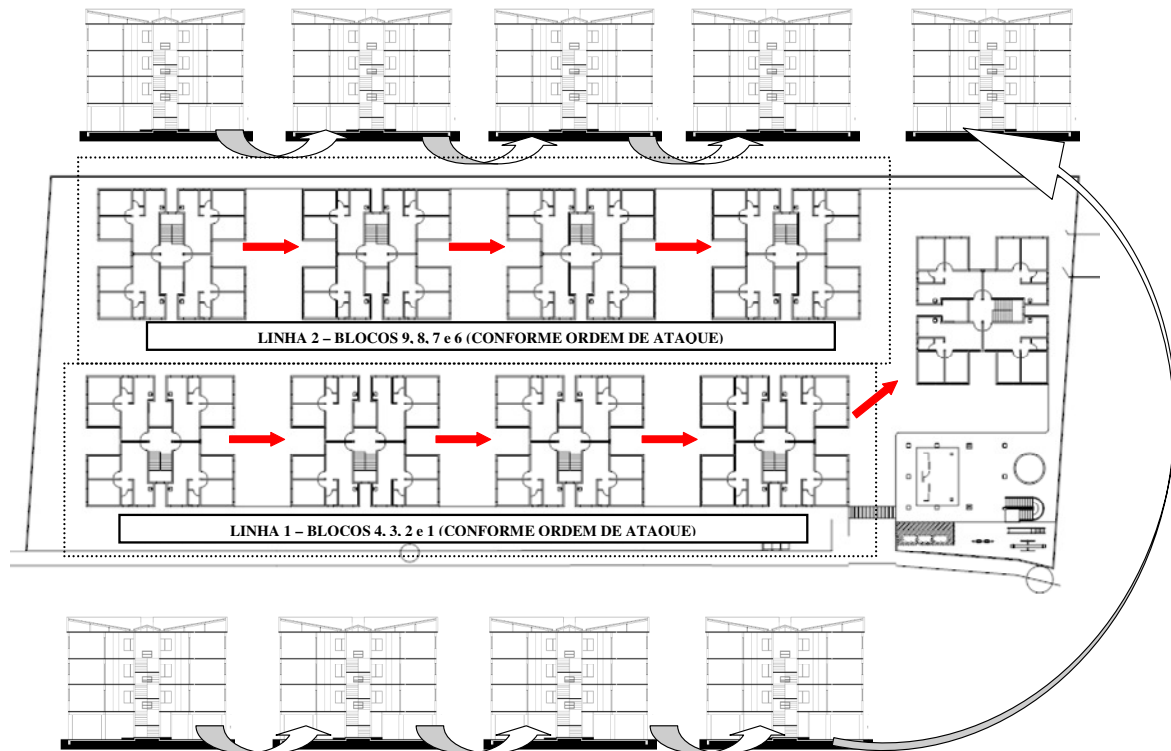 LINHA 2 – BLOCOS 9, 8, 7 e 6 (CONFORME ORDEM DE ATAQUE)
LINHA 1 – BLOCOS 4, 3, 2 e 1 (CONFORME ORDEM DE ATAQUE)